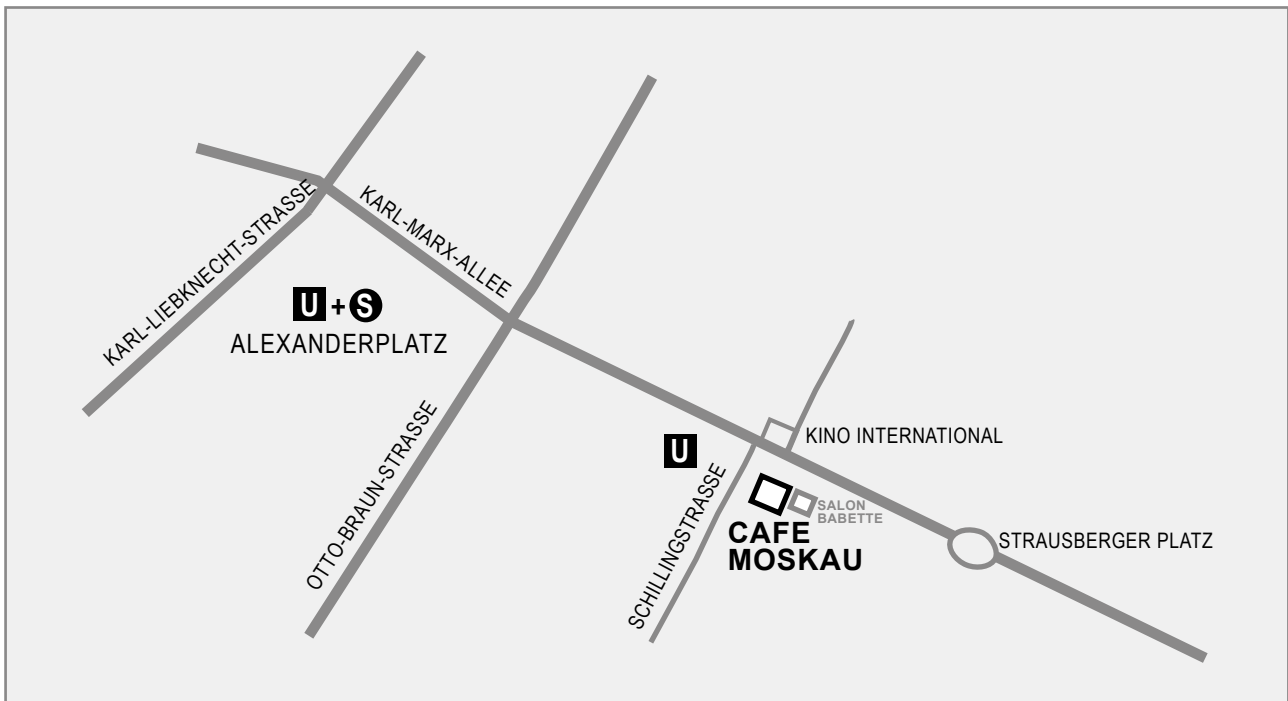 KARL-LIEBKNECHT-STRASSE
KARL-MARX-ALLEE
U + S
ALEXANDERPLATZ
OTTO-BRAUN-STRASSE
U
KINO INTERNATIONAL
SCHILLINGSTRASSE
SALON
BABETTE
CAFE
MOSKAU
STRAUSBERGER PLATZ